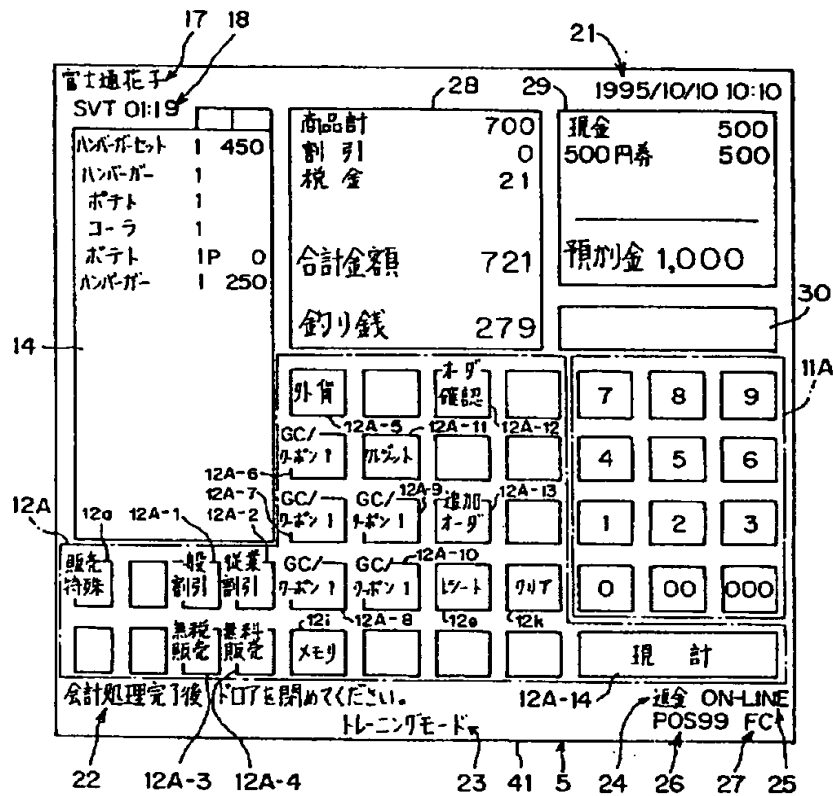 17 18 21
富士通花子 28 29 1995/10/10 10:10
SVT 01:19
商品計 700
割引 0
税金 21
合計金額 721
釣り銭 279
現金 500
500円券 500
預かり金 1,000
ハンバーガーセット 1 450
ハンバーガー 1
ポテト 1
コーラ 1
ポテト 1P 0
ハンバーガー 1 250
14
30
11A
外貨 オーダ確認
12A-5 12A-11 12A-12
GC/クーポン1 クレジット
12A-6
12A-7 12A-9 12A-13
GC/クーポン1 GC/クーポン1 追加オーダ
12A 12a 12A-1 12A-2
12A-10
販売特殊 一般割引 従業割引 GC/クーポン1 GC/クーポン1 レシート クリア
12i 12A-8 12e 12k
無税販売 無料販売 メモリ
7 8 9
4 5 6
1 2 3
0 00 000
現計
12A-14
会計処理完了後ドロアを閉めてください。 返金 ON-LINE
トレーニングモード POS99 FC
22 12A-3 12A-4 23 41 5 24 26 27 25